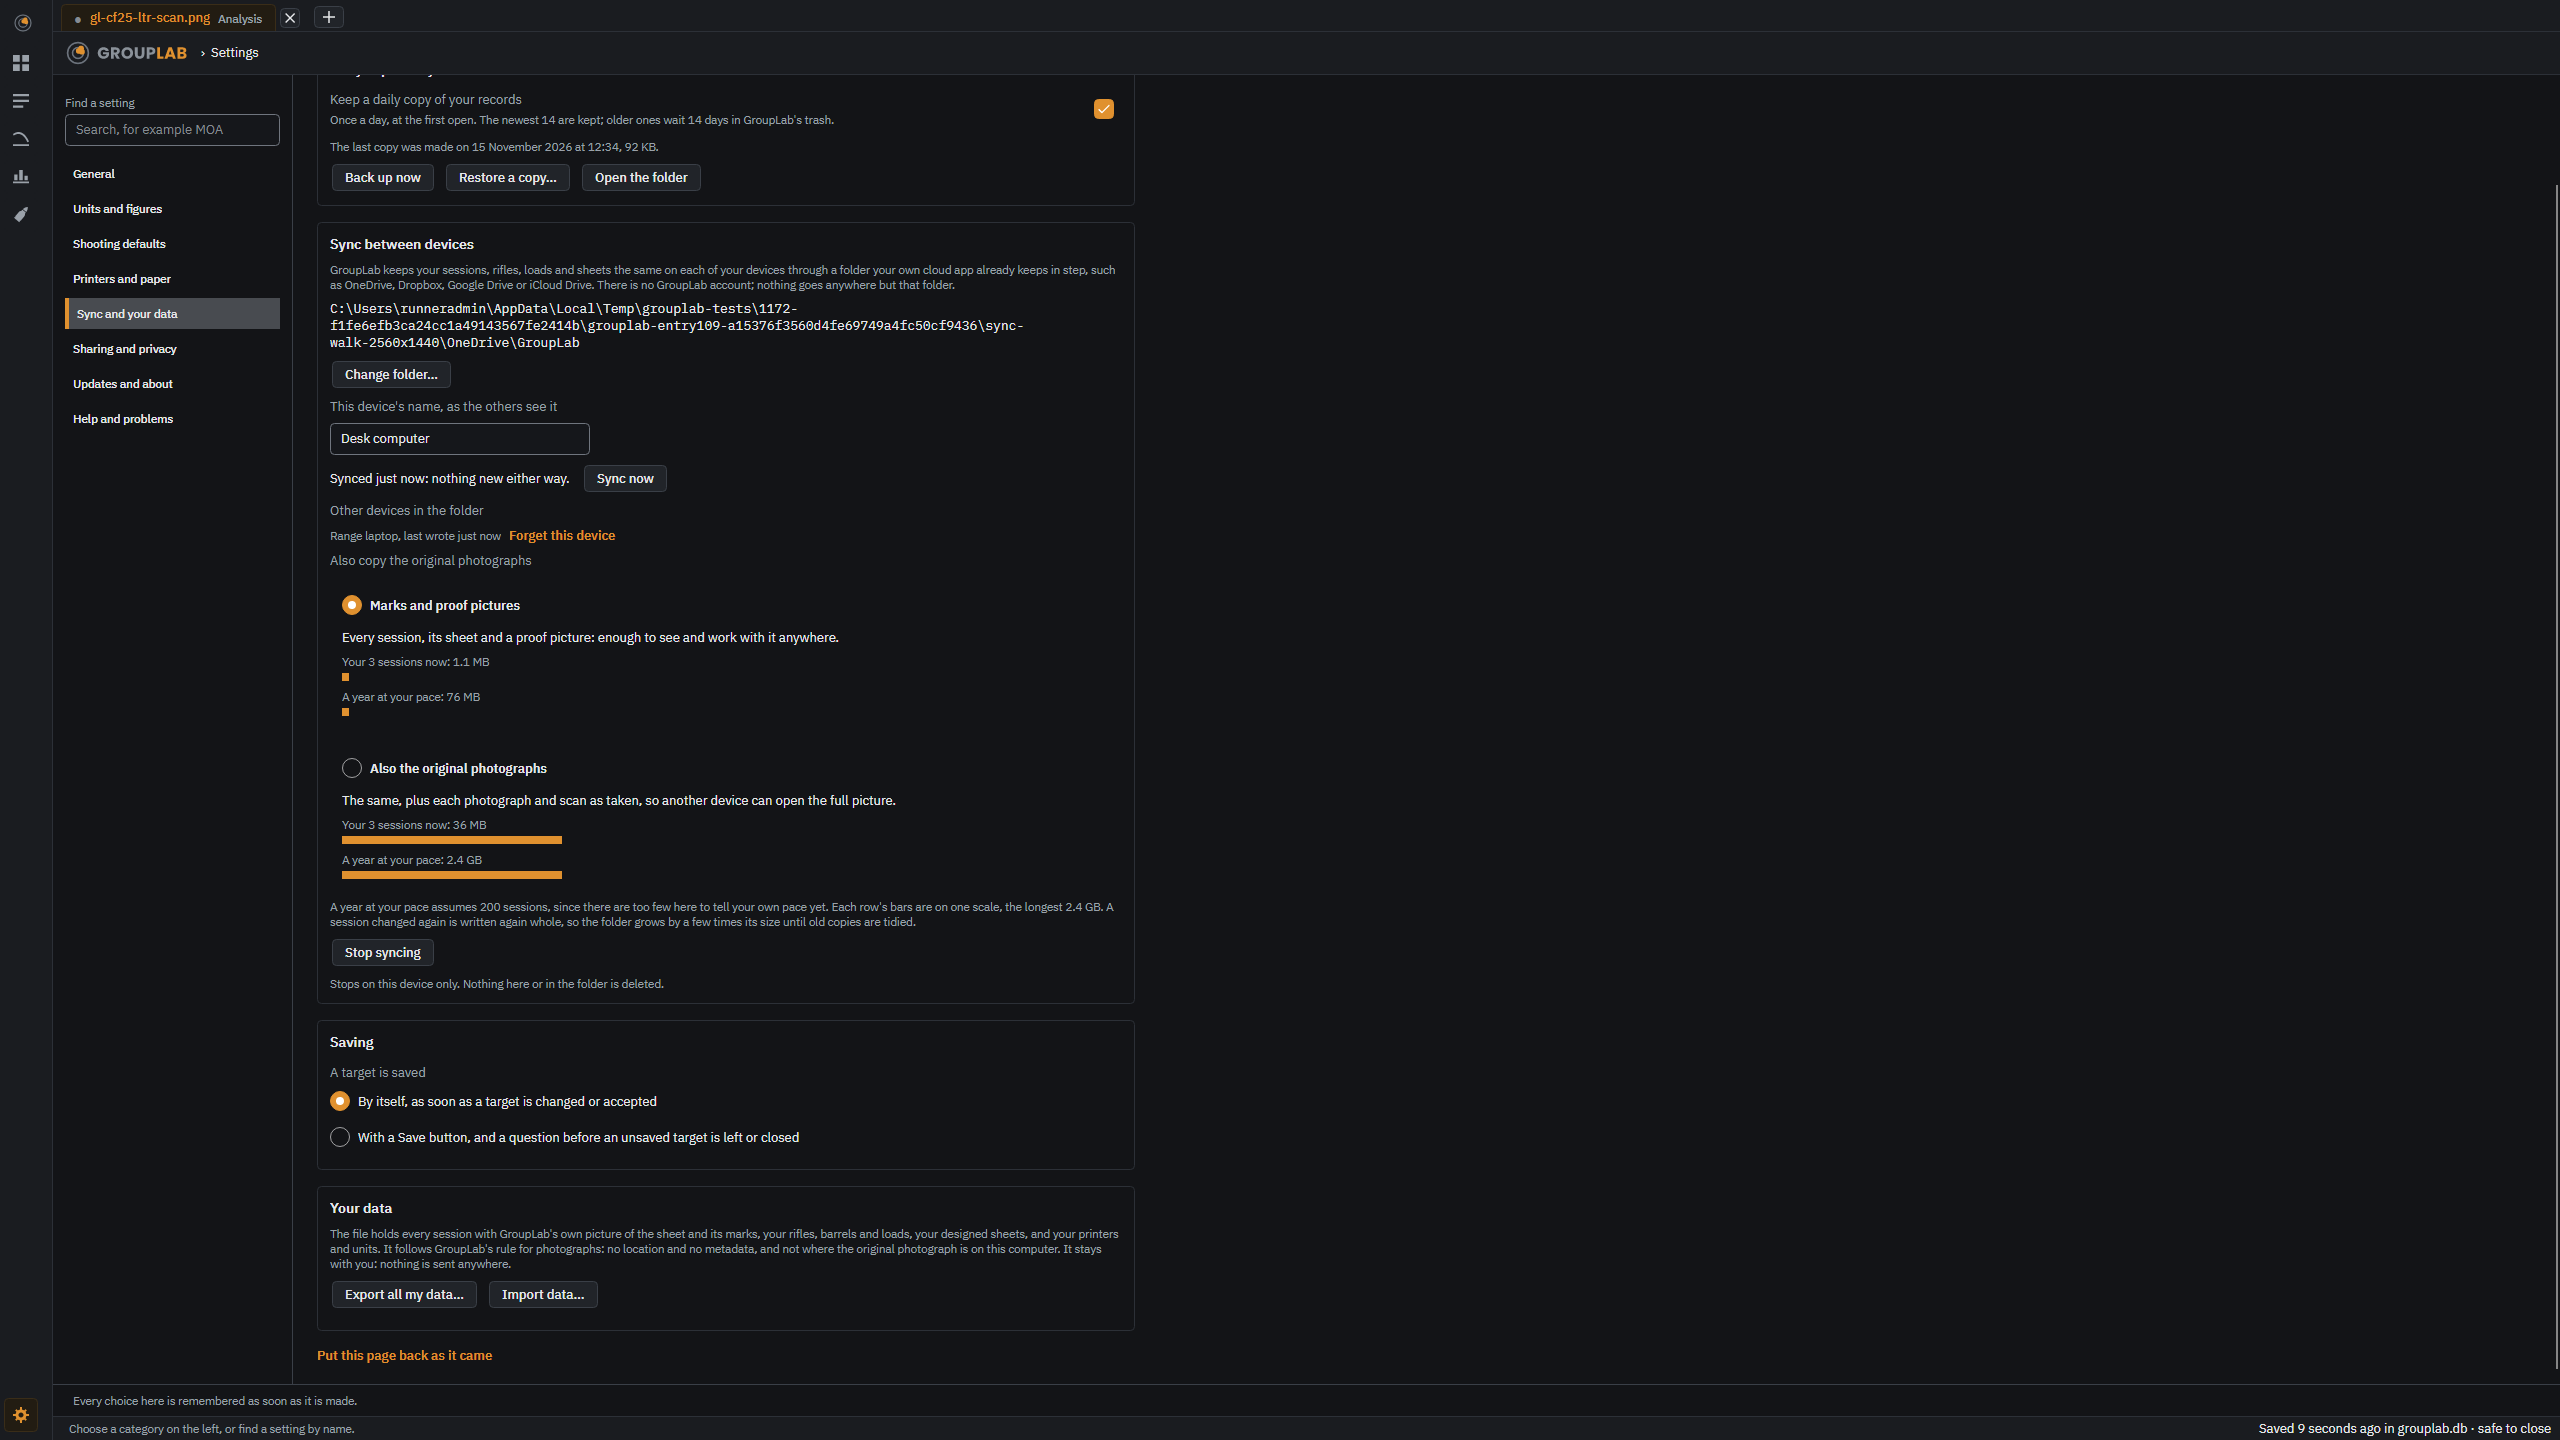 gl-cf25-ltr-scan.png Analysis
GROUPLAB › Settings
Find a setting
Search, for example MOA
General
Units and figures
Shooting defaults
Printers and paper
Sync and your data
Sharing and privacy
Updates and about
Help and problems
Keep a daily copy of your records
Once a day, at the first open. The newest 14 are kept; older ones wait 14 days in GroupLab's trash.
The last copy was made on 15 November 2026 at 12:34, 92 KB.
Back up now Restore a copy... Open the folder
Sync between devices
GroupLab keeps your sessions, rifles, loads and sheets the same on each of your devices through a folder your own cloud app already keeps in step, such
as OneDrive, Dropbox, Google Drive or iCloud Drive. There is no GroupLab account; nothing goes anywhere but that folder.
C:\Users\runneradmin\AppData\Local\Temp\grouplab-tests\1172-
f1fe6efb3ca24cc1a49143567fe2414b\grouplab-entry109-a15376f3560d4fe69749a4fc50cf9436\sync-
walk-2560x1440\OneDrive\GroupLab
Change folder...
This device's name, as the others see it
Desk computer
Synced just now: nothing new either way. Sync now
Other devices in the folder
Range laptop, last wrote just now Forget this device
Also copy the original photographs
Marks and proof pictures
Every session, its sheet and a proof picture: enough to see and work with it anywhere.
Your 3 sessions now: 1.1 MB
A year at your pace: 76 MB
Also the original photographs
The same, plus each photograph and scan as taken, so another device can open the full picture.
Your 3 sessions now: 36 MB
A year at your pace: 2.4 GB
A year at your pace assumes 200 sessions, since there are too few here to tell your own pace yet. Each row's bars are on one scale, the longest 2.4 GB. A
session changed again is written again whole, so the folder grows by a few times its size until old copies are tidied.
Stop syncing
Stops on this device only. Nothing here or in the folder is deleted.
Saving
A target is saved
By itself, as soon as a target is changed or accepted
With a Save button, and a question before an unsaved target is left or closed
Your data
The file holds every session with GroupLab's own picture of the sheet and its marks, your rifles, barrels and loads, your designed sheets, and your printers
and units. It follows GroupLab's rule for photographs: no location and no metadata, and not where the original photograph is on this computer. It stays
with you: nothing is sent anywhere.
Export all my data... Import data...
Put this page back as it came
Every choice here is remembered as soon as it is made.
Choose a category on the left, or find a setting by name.
Saved 9 seconds ago in grouplab.db · safe to close